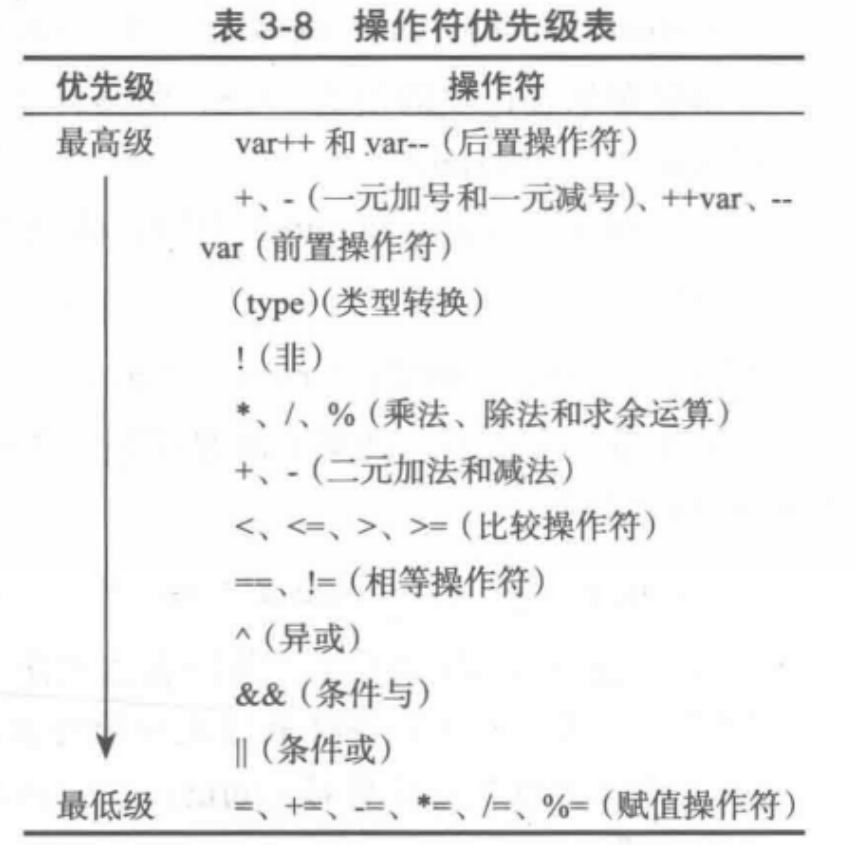 表 3-8 操作符优先级表
优先级 操作符
最高级 var++ 和 var-- (后置操作符)
+、- (一元加号和一元减号)、++var、--
var (前置操作符)
(type)(类型转换)
! (非)
*、/、% (乘法、除法和求余运算)
+、- (二元加法和减法)
<、<=、>、>= (比较操作符)
==、!= (相等操作符)
^ (异或)
&& (条件与)
|| (条件或)
最低级 =、+=、-=、*=、/=、%= (赋值操作符)